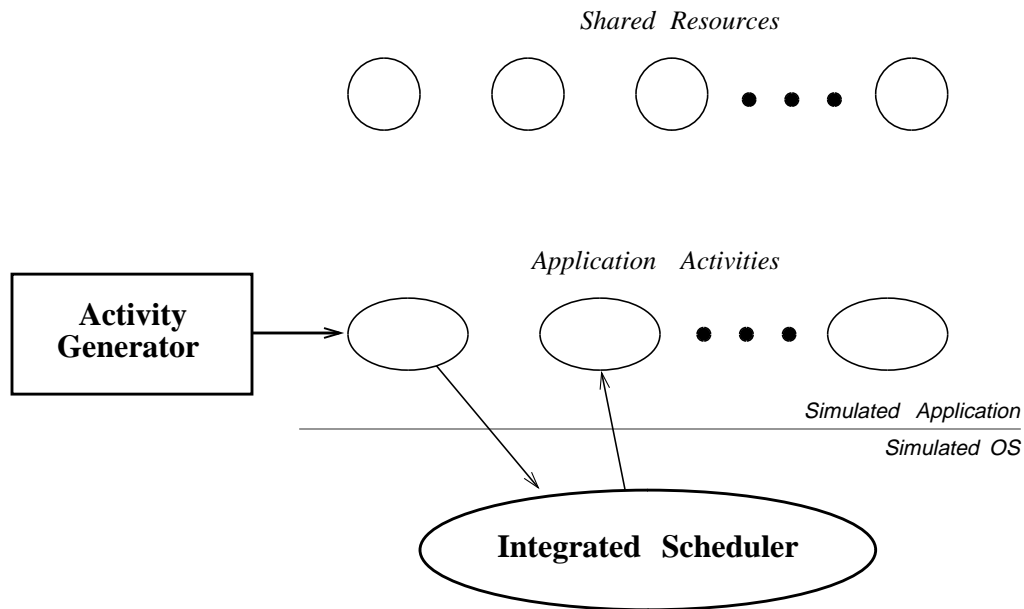 Shared Resources
Application Activities
Activity
Generator
Simulated Application
Simulated OS
Integrated Scheduler